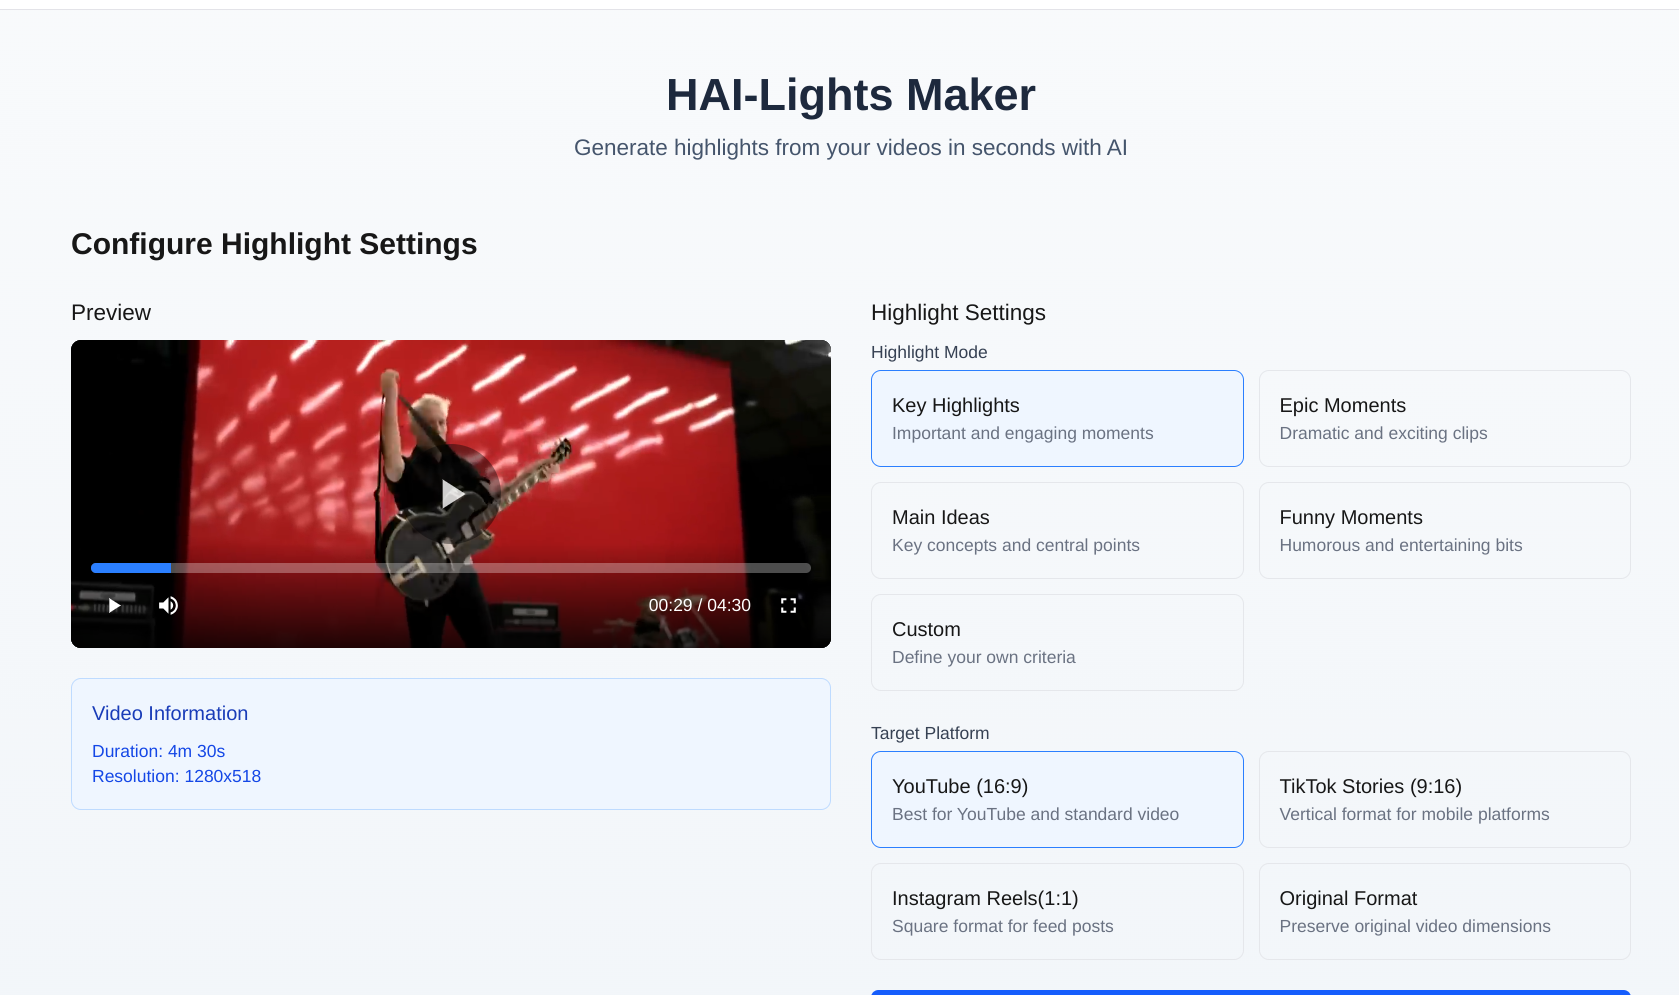 HAI-Lights Maker
Generate highlights from your videos in seconds with AI
Configure Highlight Settings
Preview
00:29 / 04:30
Video Information
Duration: 4m 30s
Resolution: 1280x518
Highlight Settings
Highlight Mode
Key Highlights
Important and engaging moments
Epic Moments
Dramatic and exciting clips
Main Ideas
Key concepts and central points
Funny Moments
Humorous and entertaining bits
Custom
Define your own criteria
Target Platform
YouTube (16:9)
Best for YouTube and standard video
TikTok Stories (9:16)
Vertical format for mobile platforms
Instagram Reels(1:1)
Square format for feed posts
Original Format
Preserve original video dimensions